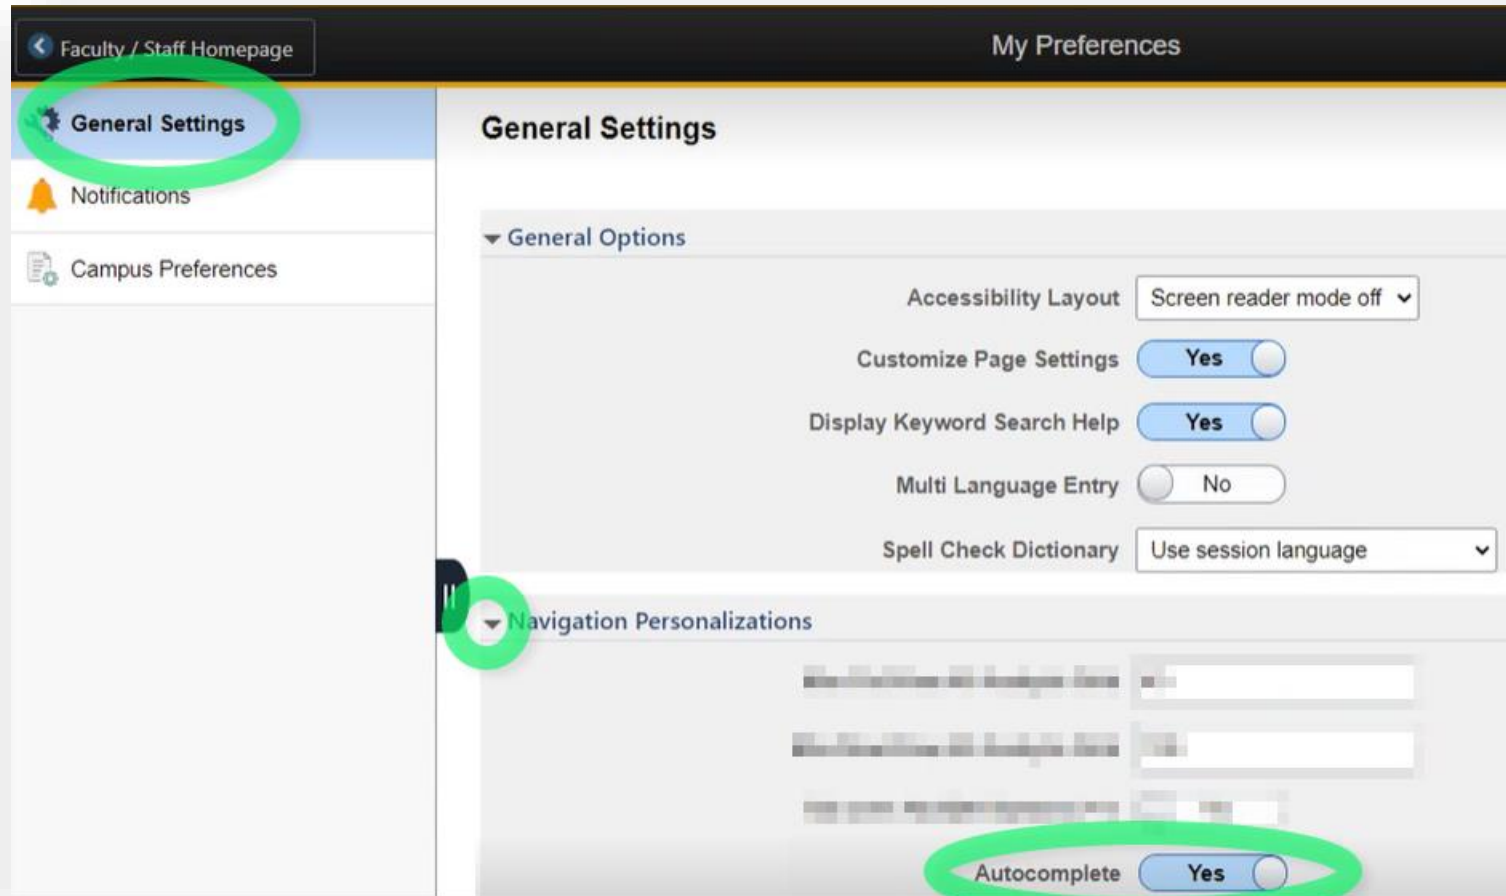 Faculty / Staff Homepage
My Preferences
General Settings
Notifications
Campus Preferences
General Settings
General Options
Accessibility Layout Screen reader mode off
Customize Page Settings Yes
Display Keyword Search Help Yes
Multi Language Entry No
Spell Check Dictionary Use session language
Navigation Personalizations
Autocomplete Yes